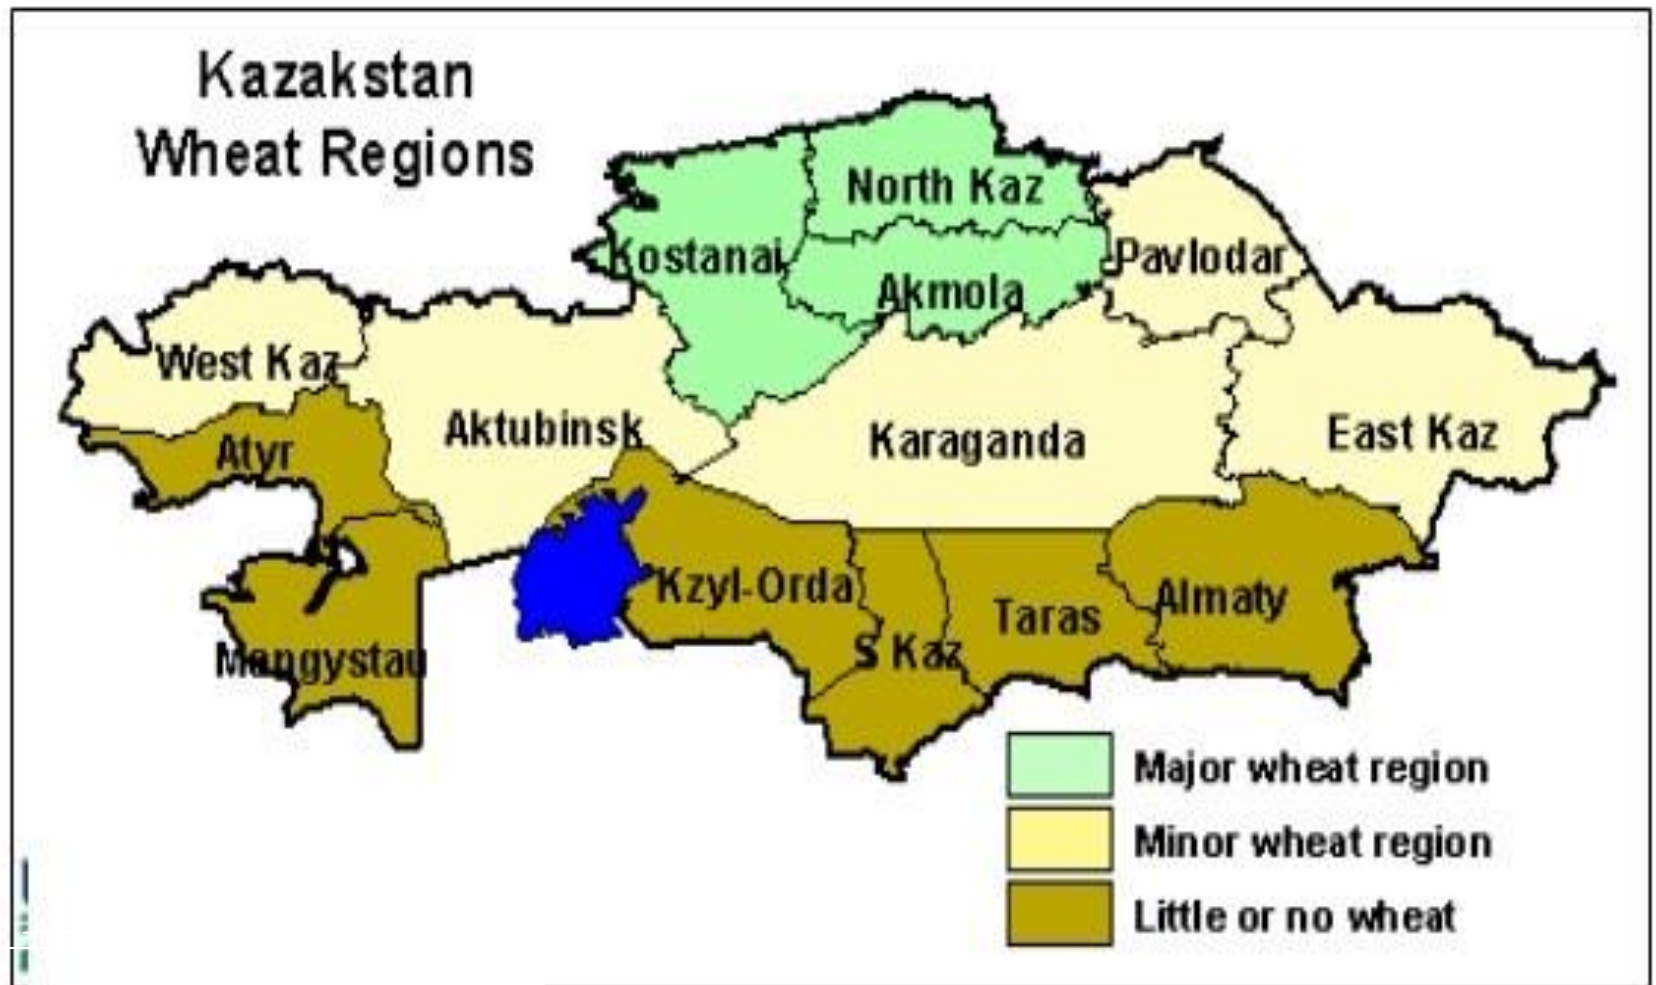 Kazakstan
Wheat Regions
North Kaz
Kostanai
Pavlodar
Akmola
West Kaz
Aktubinsk
Karaganda
East Kaz
Atyr
Kzyl-Orda
Taras
Almaty
S Kaz
Mangystau
Major wheat region
Minor wheat region
Little or no wheat